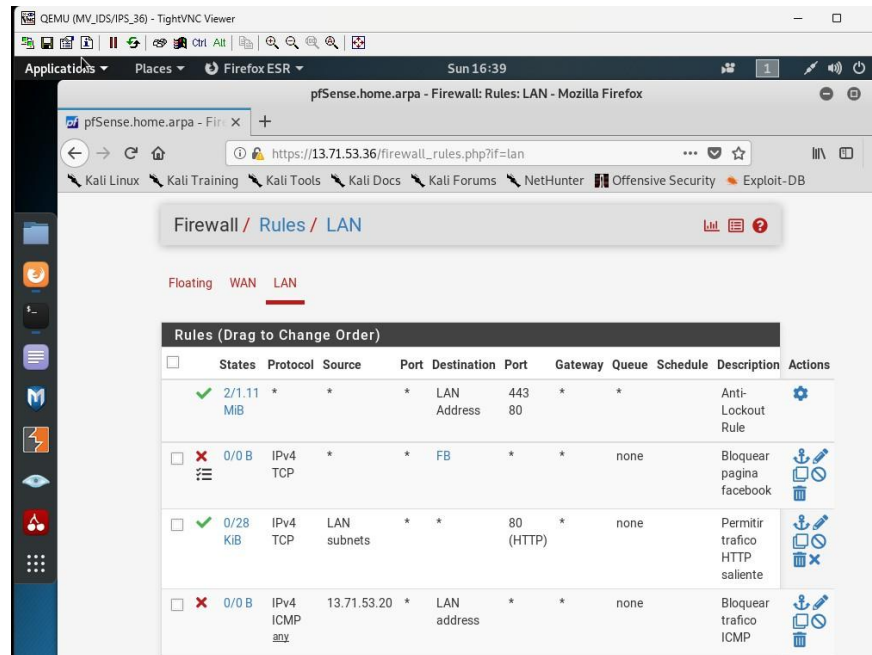 QEMU (MV_IDS/IPS_36) - TightVNC Viewer
Ctrl Alt
Applications Places Firefox ESR Sun 16:39 1
pfSense.home.arpa - Firewall: Rules: LAN - Mozilla Firefox
pfSense.home.arpa - Fir
https://13.71.53.36/firewall_rules.php?if=lan
Kali Linux Kali Training Kali Tools Kali Docs Kali Forums NetHunter Offensive Security Exploit-DB
Firewall / Rules / LAN
Floating WAN LAN
Rules (Drag to Change Order)
States Protocol Source Port Destination Port Gateway Queue Schedule Description Actions
2/1.11 * * * LAN 443 * * Anti-
MiB Address 80 Lockout
Rule
0/0 B IPv4 * * FB * * none Bloquear
TCP pagina
facebook
0/28 IPv4 LAN * * 80 * none Permitir
KiB TCP subnets (HTTP) trafico
HTTP
saliente
0/0 B IPv4 13.71.53.20 * LAN * * none Bloquear
ICMP address trafico
any ICMP